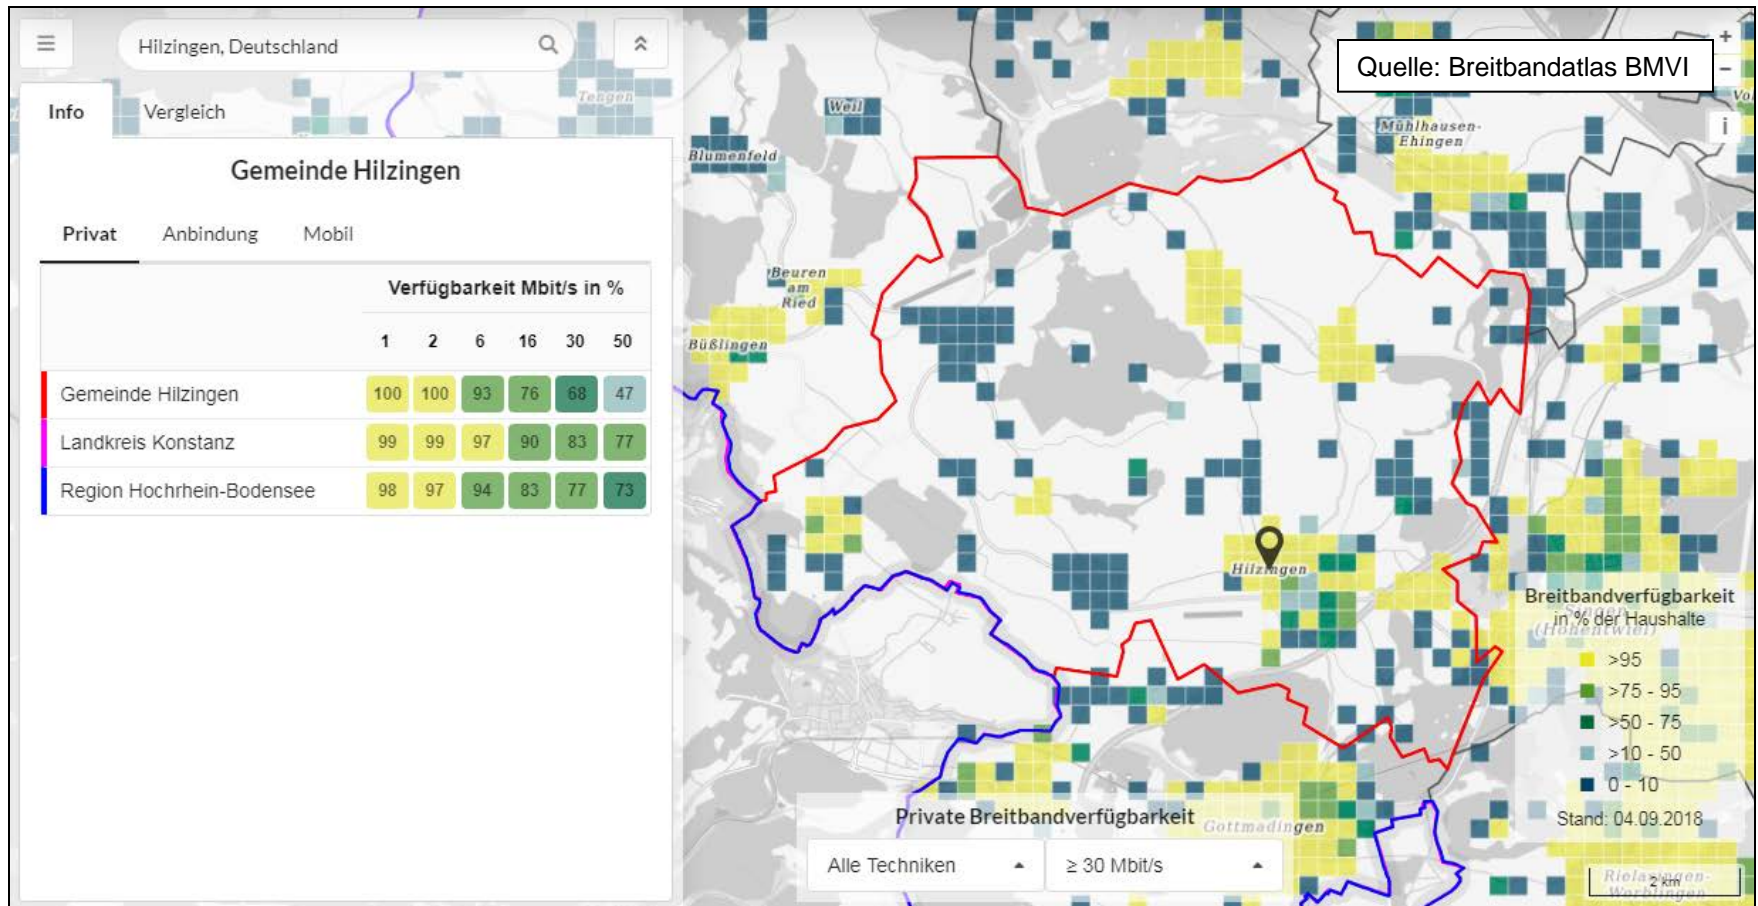 Hilzingen, Deutschland
Quelle: Breitbandatlas BMVI
Info
Vergleich
Gemeinde Hilzingen
Privat
Anbindung
Mobil
Verfügbarkeit Mbit/s in %
1 2 6 16 30 50
Gemeinde Hilzingen 100 100 93 76 68 47
Landkreis Konstanz 99 99 97 90 83 77
Region Hochrhein-Bodensee 98 97 94 83 77 73
Tengen
Weil
Blumenfeld
Mühlhausen-
Ehingen
Beuren
am
Ried
Büßlingen
Hilzingen
Singen
(Hohentwiel)
Gottmadingen
Rielasingen-
Worblingen
+
−
i
Breitbandverfügbarkeit
in % der Haushalte
>95
>75 - 95
>50 - 75
>10 - 50
0 - 10
Stand: 04.09.2018
2 km
Private Breitbandverfügbarkeit
Alle Techniken
≥ 30 Mbit/s